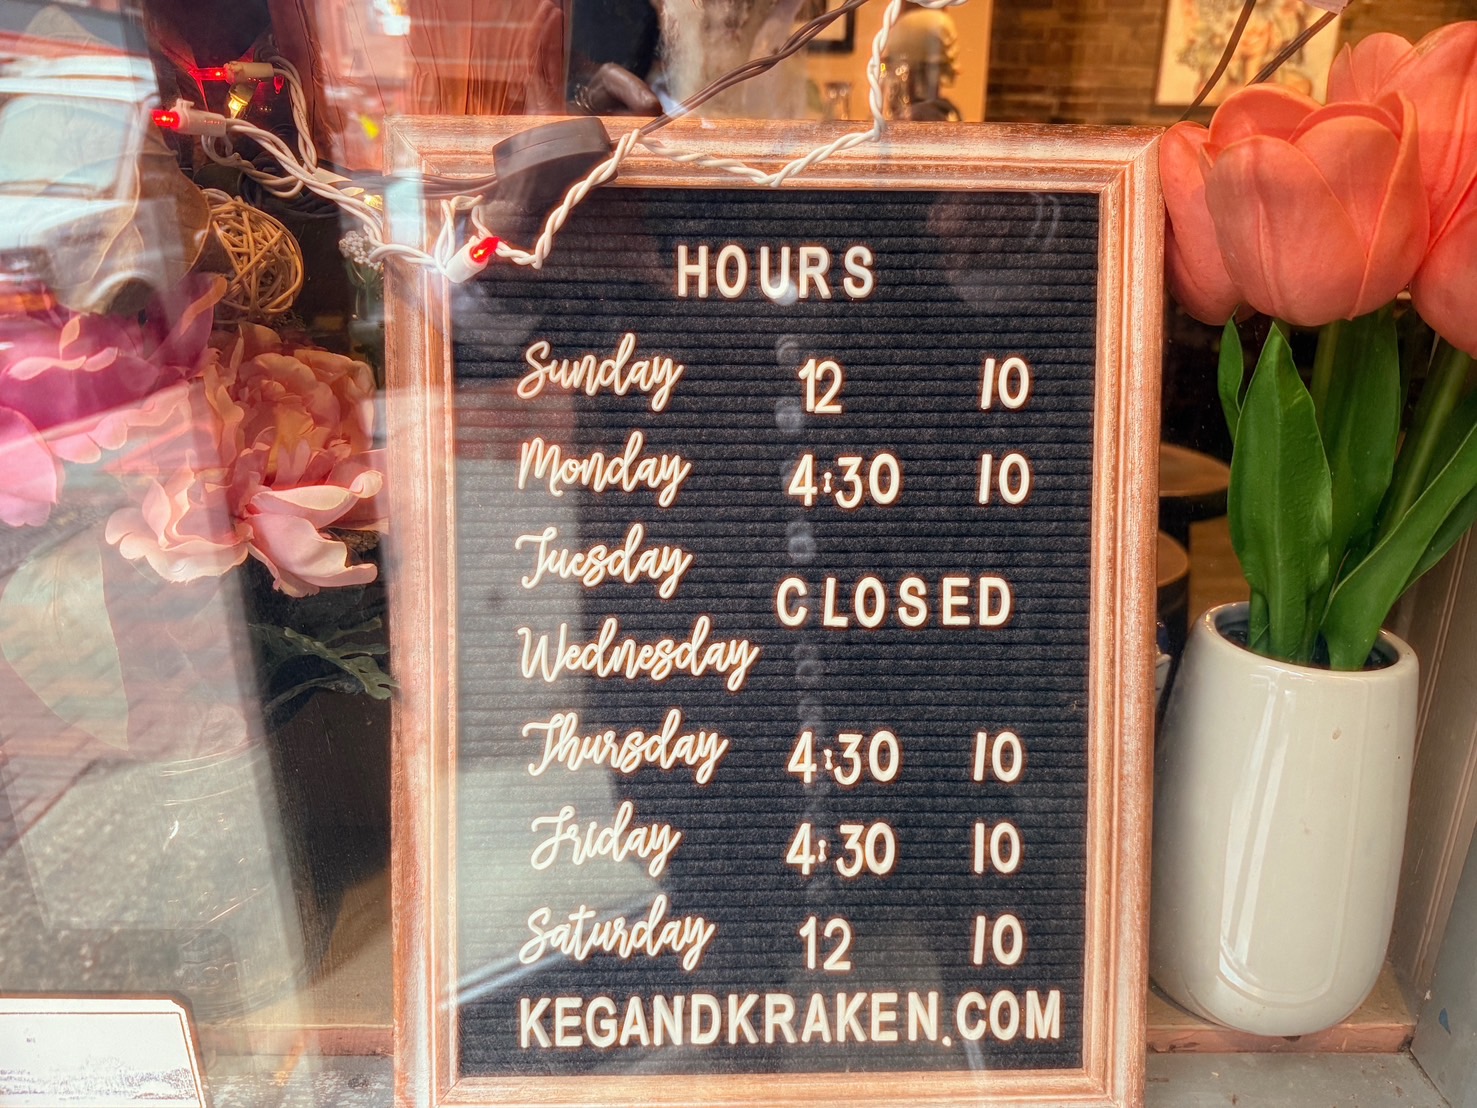 HOURS
Sunday 12 10
Monday 4:30 10
Tuesday
CLOSED
Wednesday
Thursday 4:30 10
Friday 4:30 10
Saturday 12 10
KEGANDKRAKEN.COM